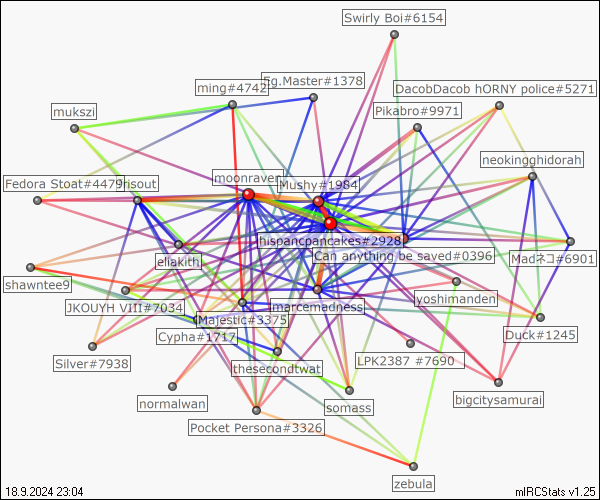 Swirly Boi#6154
Eg.Master#1378
ming#4742
DacobDacob hORNY police#5271
mukszi
Pikabro#9971
neokingghidorah
moonraven
Mushy#1984
Fedora Stoat#4479
risout
hispancpancakes#2928
Can anything be saved#0396
Madネコ#6901
eliakith
shawntee9
yoshimanden
JKOUYH VIII#7034
marcemadness
Majestic#3375
Cypha#1717
Duck#1245
Silver#7938
thesecondtwat
LPK2387 #7690
normalwan
somass
bigcitysamurai
Pocket Persona#3326
zebula
18.9.2024 23:04
mIRCStats v1.25